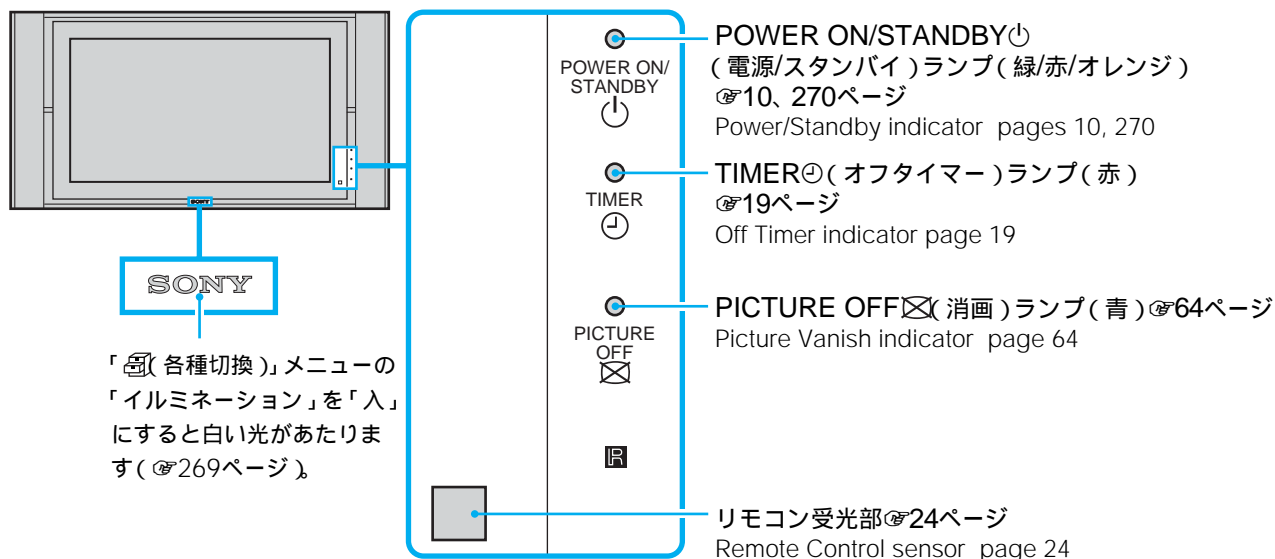 POWER ON/STANDBY
(電源/スタンバイ)ランプ(緑/赤/オレンジ)
☞10、270ページ
Power/Standby indicator pages 10, 270
POWER ON/
STANDBY
TIMER(オフタイマー)ランプ(赤)
☞19ページ
Off Timer indicator page 19
TIMER
SONY
SONY
PICTURE OFF(消画)ランプ(青)☞64ページ
Picture Vanish indicator page 64
PICTURE
OFF
「(各種切換)」メニューの
「イルミネーション」を「入」
にすると白い光があたりま
す(☞269ページ)。
R
リモコン受光部☞24ページ
Remote Control sensor page 24